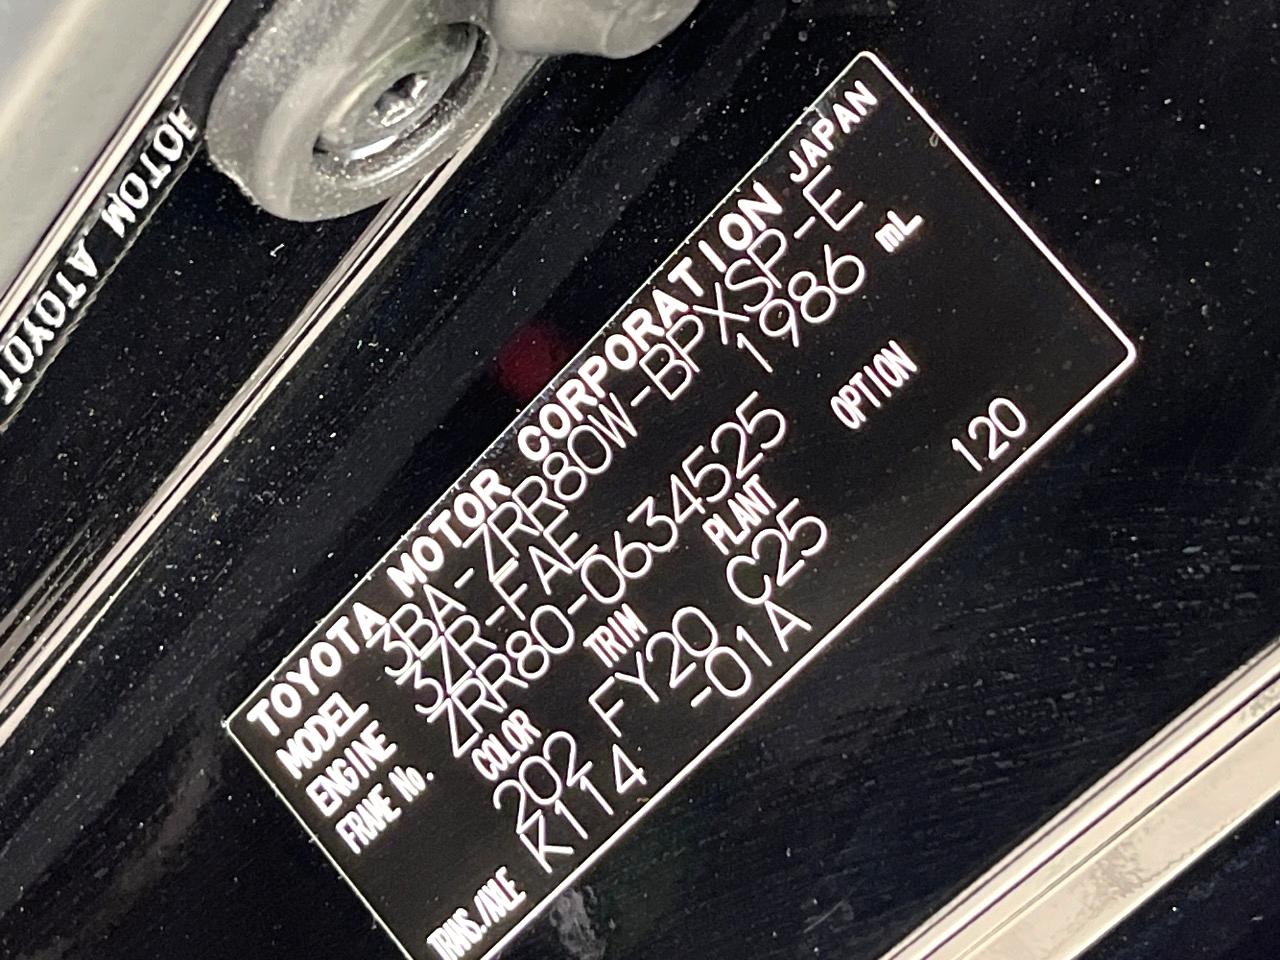 TOYOTA MOTOR CORPORATION JAPAN
MODEL 3BA-ZRR80W-BPXSP-E
ENGINE 3ZR-FAE 1986 mL
FRAME No. ZRR80-0634525
COLOR TRIM PLANT OPTION
202 FY20 C25 120
TRANS./AXLE K114 -01A
TOYOTA MOTOR